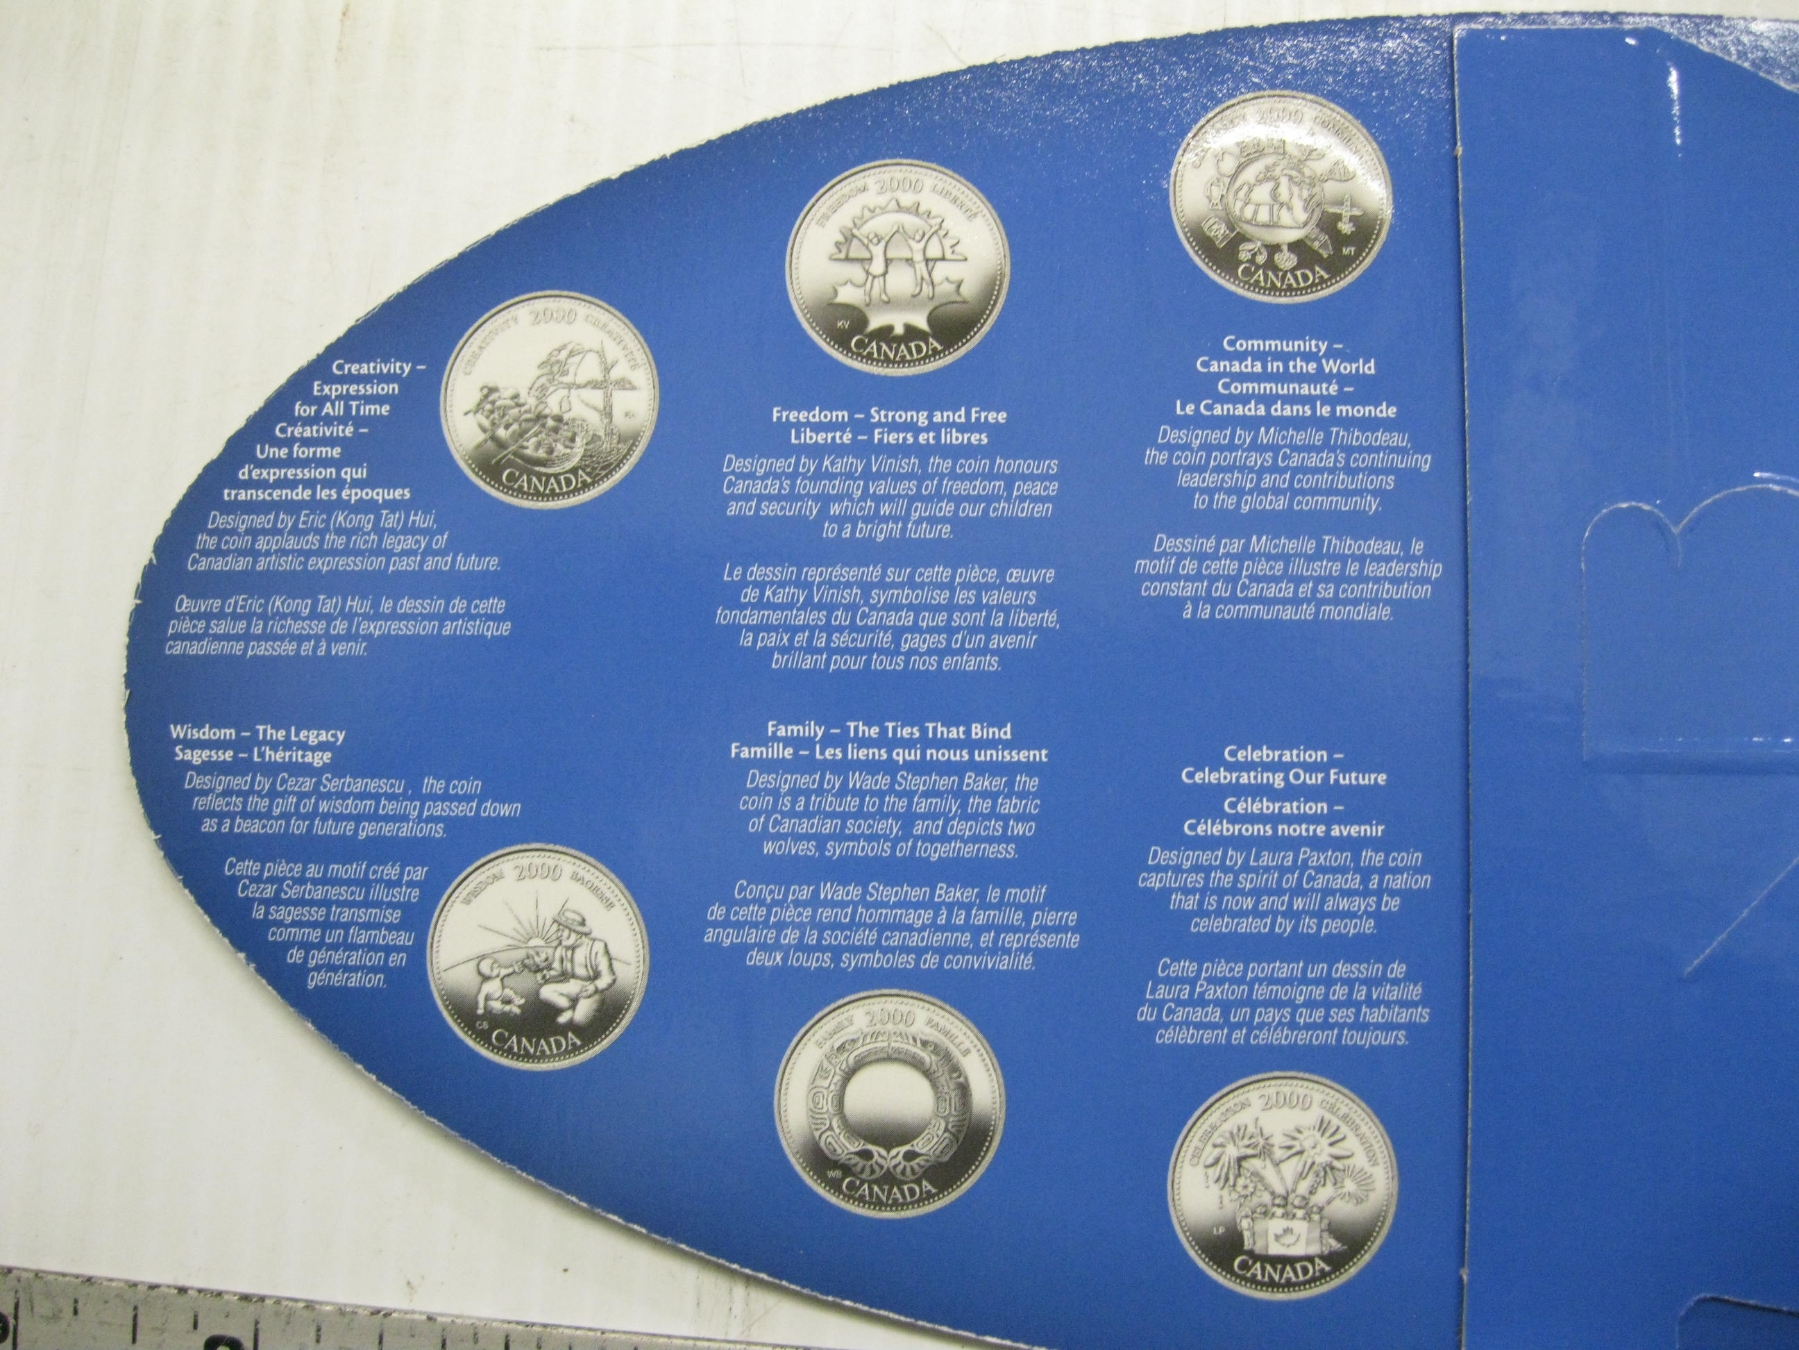 CREATIVITY 2000 CRÉATIVITÉ
CANADA
Creativity –
Expression
for All Time
Créativité –
Une forme
d'expression qui
transcende les époques
Designed by Eric (Kong Tat) Hui,
the coin applauds the rich legacy of
Canadian artistic expression past and future.
Œuvre d'Eric (Kong Tat) Hui, le dessin de cette
pièce salue la richesse de l'expression artistique
canadienne passée et à venir.
FREEDOM 2000 LIBERTÉ
KY
CANADA
Freedom – Strong and Free
Liberté – Fiers et libres
Designed by Kathy Vinish, the coin honours
Canada's founding values of freedom, peace
and security which will guide our children
to a bright future.
Le dessin représenté sur cette pièce, œuvre
de Kathy Vinish, symbolise les valeurs
fondamentales du Canada que sont la liberté,
la paix et la sécurité, gages d'un avenir
brillant pour tous nos enfants.
2000
MT
CANADA
Community –
Canada in the World
Communauté –
Le Canada dans le monde
Designed by Michelle Thibodeau,
the coin portrays Canada's continuing
leadership and contributions
to the global community.
Dessiné par Michelle Thibodeau, le
motif de cette pièce illustre le leadership
constant du Canada et sa contribution
à la communauté mondiale.
Wisdom – The Legacy
Sagesse – L'héritage
Designed by Cezar Serbanescu , the coin
reflects the gift of wisdom being passed down
as a beacon for future generations.
Cette pièce au motif créé par
Cezar Serbanescu illustre
la sagesse transmise
comme un flambeau
de génération en
génération.
WISDOM 2000 SAGESSE
CS
CANADA
Family – The Ties That Bind
Famille – Les liens qui nous unissent
Designed by Wade Stephen Baker, the
coin is a tribute to the family, the fabric
of Canadian society, and depicts two
wolves, symbols of togetherness.
Conçu par Wade Stephen Baker, le motif
de cette pièce rend hommage à la famille, pierre
angulaire de la société canadienne, et représente
deux loups, symboles de convivialité.
FAMILY 2000 FAMILLE
WB
CANADA
Celebration –
Celebrating Our Future
Célébration –
Célébrons notre avenir
Designed by Laura Paxton, the coin
captures the spirit of Canada, a nation
that is now and will always be
celebrated by its people.
Cette pièce portant un dessin de
Laura Paxton témoigne de la vitalité
du Canada, un pays que ses habitants
célèbrent et célébreront toujours.
CELEBRATION 2000 CÉLÉBRATION
LP
CANADA